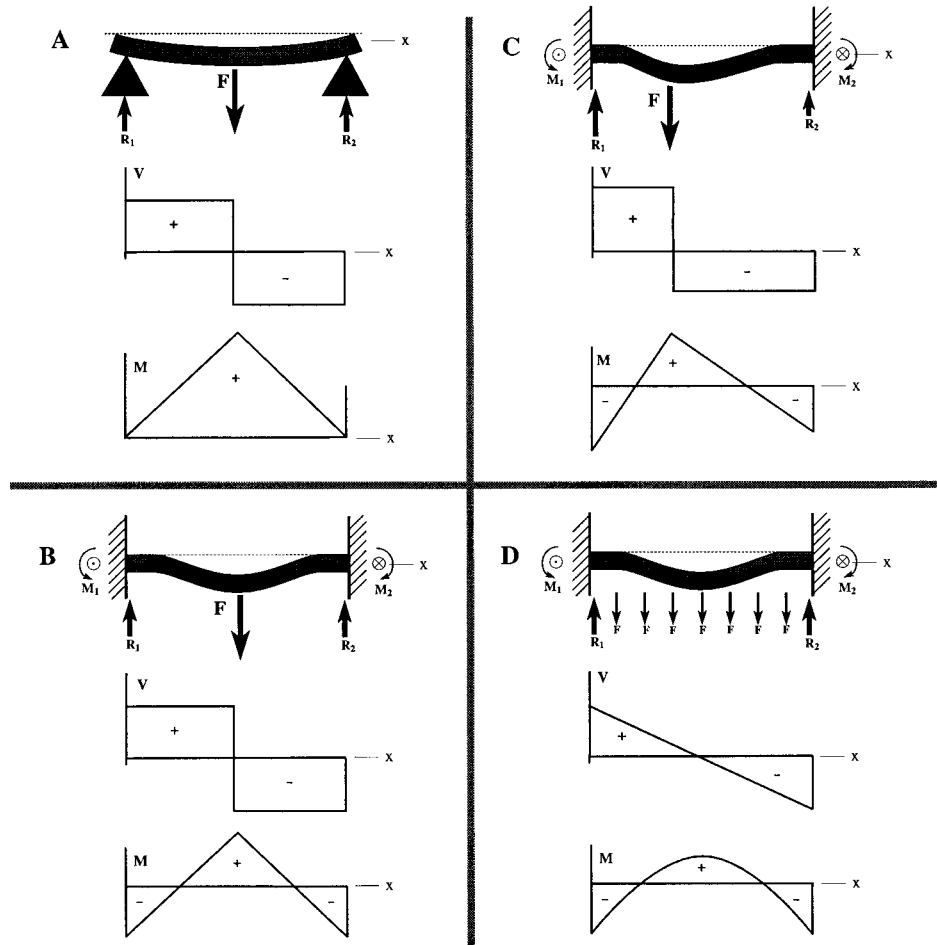 A
x
F
R₁
R₂
V
+
-
x
M
+
x
C
M₁
M₂
x
F
R₁
R₂
V
+
-
x
M
-
+
-
x
B
M₁
M₂
x
F
R₁
R₂
V
+
-
x
M
-
+
-
x
D
M₁
M₂
x
R₁
F F F F F F F
R₂
V
+
-
x
M
-
+
-
x